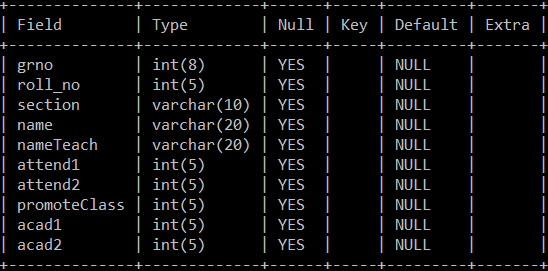 +--------------+-------------+------+-----+---------+-------+
| Field        | Type        | Null | Key | Default | Extra |
+--------------+-------------+------+-----+---------+-------+
| grno         | int(8)      | YES  |     | NULL    |       |
| roll_no      | int(5)      | YES  |     | NULL    |       |
| section      | varchar(10) | YES  |     | NULL    |       |
| name         | varchar(20) | YES  |     | NULL    |       |
| nameTeach    | varchar(20) | YES  |     | NULL    |       |
| attend1      | int(5)      | YES  |     | NULL    |       |
| attend2      | int(5)      | YES  |     | NULL    |       |
| promoteClass | int(5)      | YES  |     | NULL    |       |
| acad1        | int(5)      | YES  |     | NULL    |       |
| acad2        | int(5)      | YES  |     | NULL    |       |
+--------------+-------------+------+-----+---------+-------+